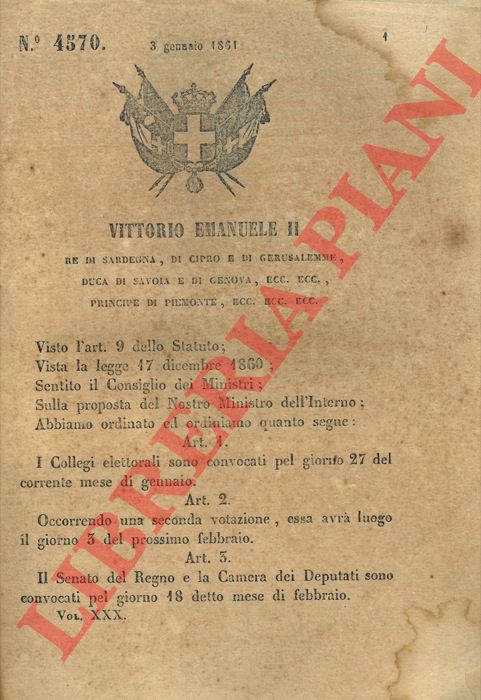 N.º 4570.
3 gennaio 1861
1
VITTORIO EMANUELE II
RE DI SARDEGNA, DI CIPRO E DI GERUSALEMME,
DUCA DI SAVOIA E DI GENOVA, ECC. ECC.,
PRINCIPE DI PIEMONTE, ECC. ECC. ECC.
Visto l'art. 9 dello Statuto;
Vista la legge 17 dicembre 1860;
Sentito il Consiglio dei Ministri;
Sulla proposta del Nostro Ministro dell'Interno;
Abbiamo ordinato ed ordiniamo quanto segue:
Art. 1.
I Collegi elettorali sono convocati pel giorno 27 del
corrente mese di gennaio.
Art. 2.
Occorrendo una seconda votazione, essa avrà luogo
il giorno 3 del prossimo febbraio.
Art. 3.
Il Senato del Regno e la Camera dei Deputati sono
convocati pel giorno 18 detto mese di febbraio.
VOL. XXX.
LIBRERIA PIANI